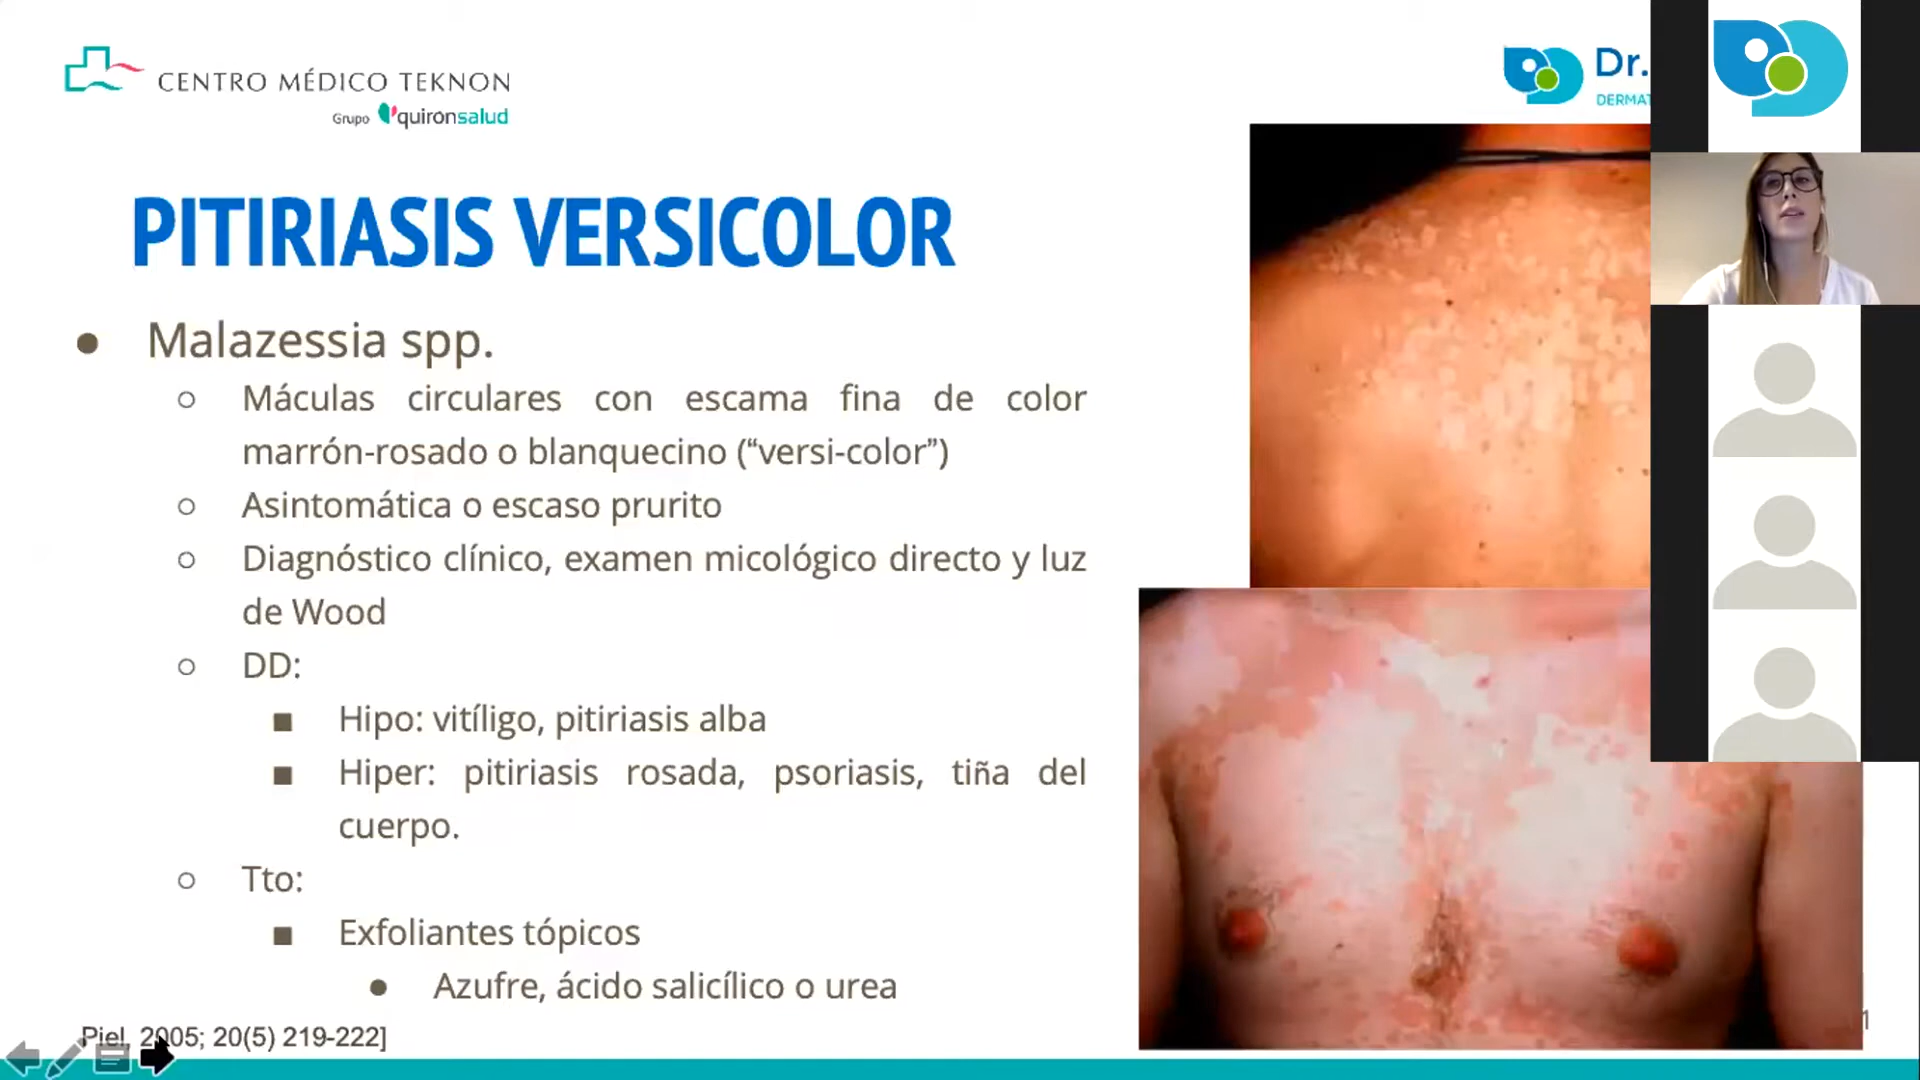 CENTRO MÉDICO TEKNON
Grupo quironsalud
Dr.
PITIRIASIS VERSICOLOR
● Malazessia spp.
○ Máculas circulares con escama fina de color
marrón-rosado o blanquecino (“versi-color”)
○ Asintomática o escaso prurito
○ Diagnóstico clínico, examen micológico directo y luz
de Wood
○ DD:
■ Hipo: vitíligo, pitiriasis alba
■ Hiper: pitiriasis rosada, psoriasis, tiña del
cuerpo.
○ Tto:
■ Exfoliantes tópicos
● Azufre, ácido salicílico o urea
Piel. 2005; 20(5) 219-222]